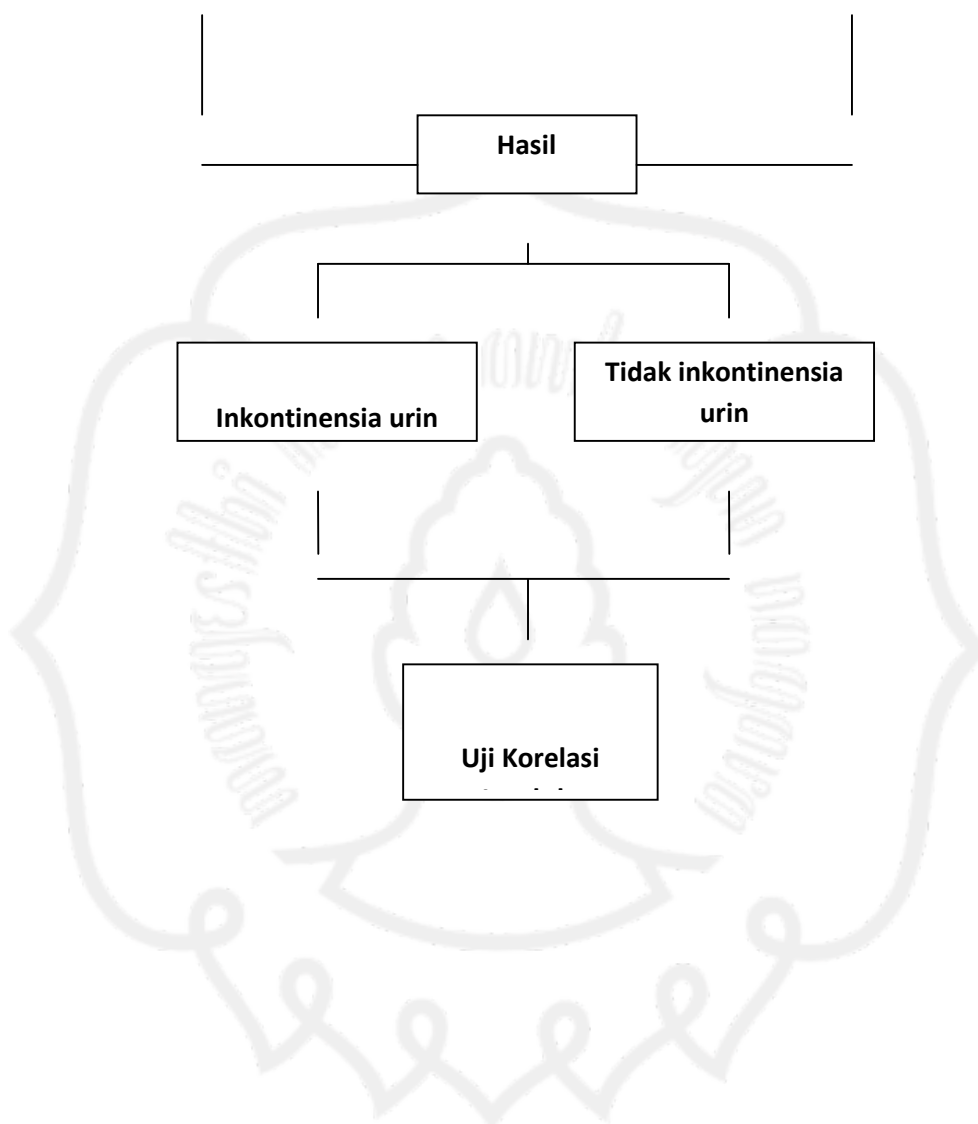 Hasil
Inkontinensia urin
Tidak inkontinensia
urin
Uji Korelasi